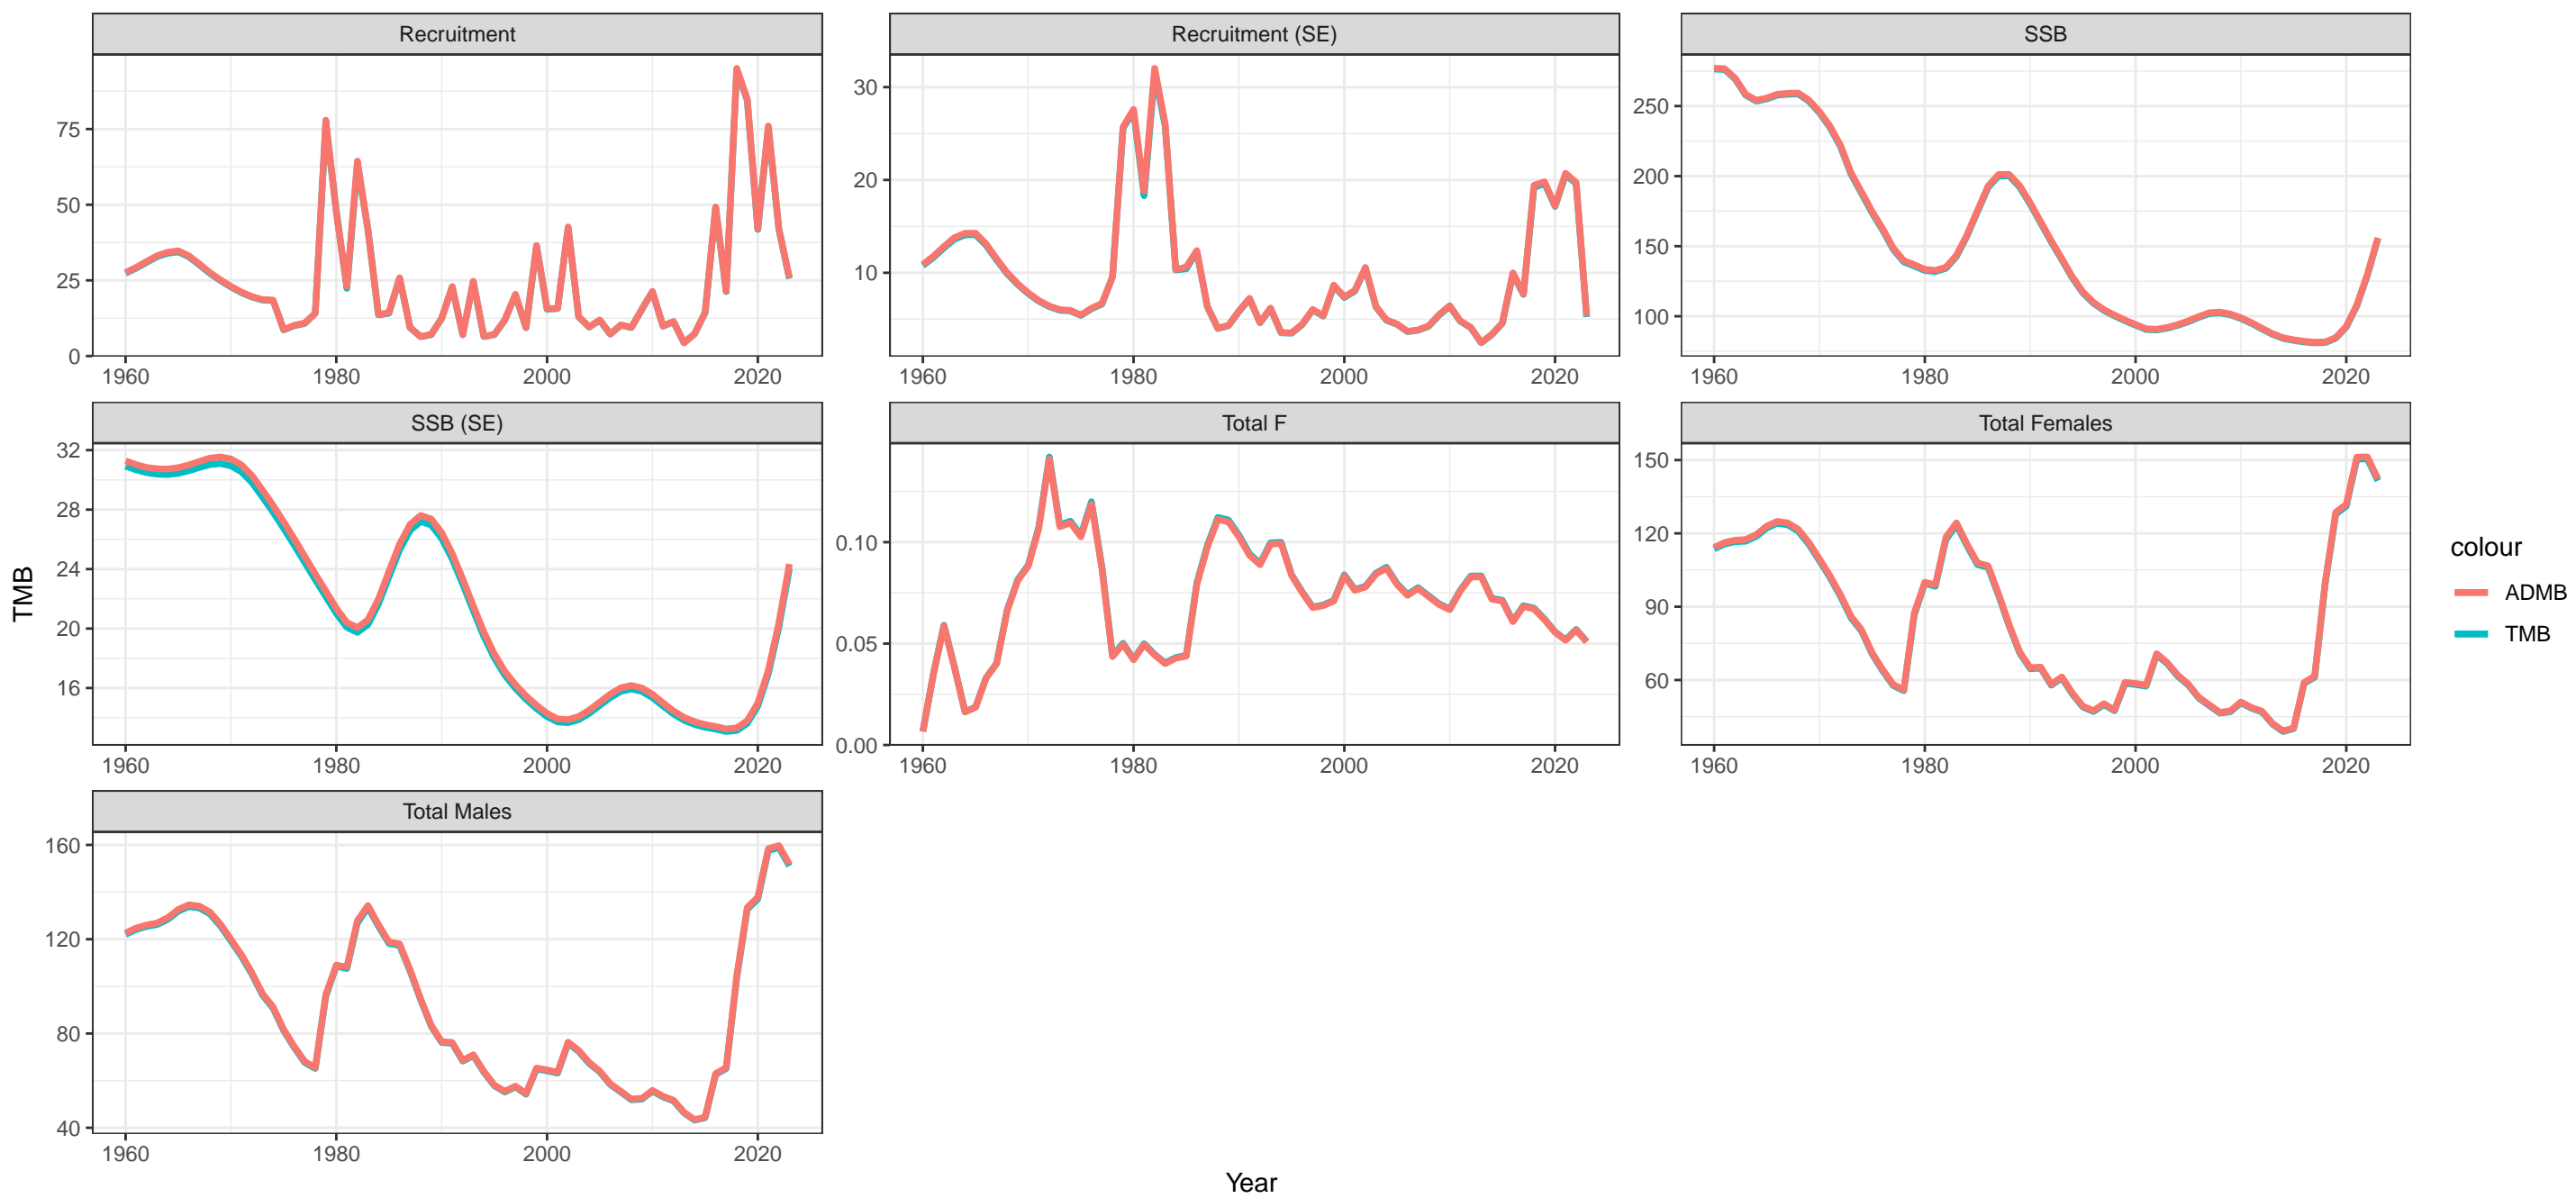 Recruitment
Recruitment (SE)
SSB
75
50
25
0
1960 1980 2000 2020
30
20
10
1960 1980 2000 2020
250
200
150
100
1960 1980 2000 2020
SSB (SE)
Total F
Total Females
32
28
24
20
16
1960 1980 2000 2020
0.10
0.05
0.00
1960 1980 2000 2020
150
120
90
60
1960 1980 2000 2020
Total Males
160
120
80
40
1960 1980 2000 2020
TMB
Year
colour
ADMB
TMB